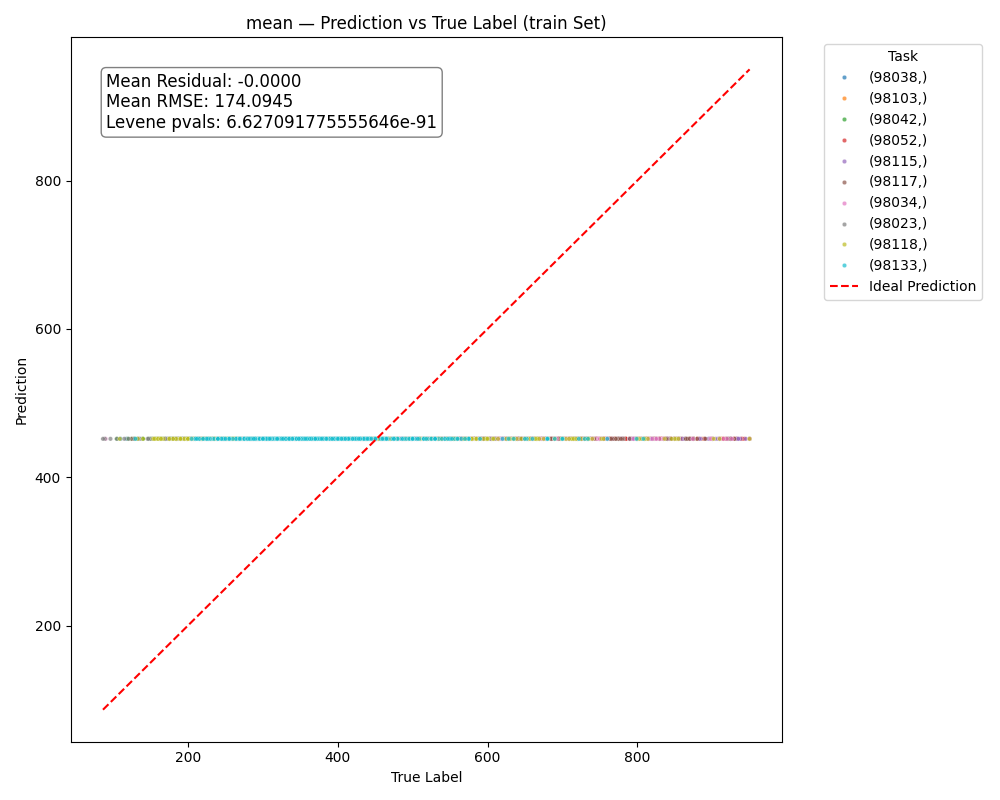 mean — Prediction vs True Label (train Set)
Mean Residual: -0.0000
Mean RMSE: 174.0945
Levene pvals: 6.627091775555646e-91
Task
(98038,)
(98103,)
(98042,)
(98052,)
(98115,)
(98117,)
(98034,)
(98023,)
(98118,)
(98133,)
Ideal Prediction
Prediction
800
600
400
200
200 400 600 800
True Label